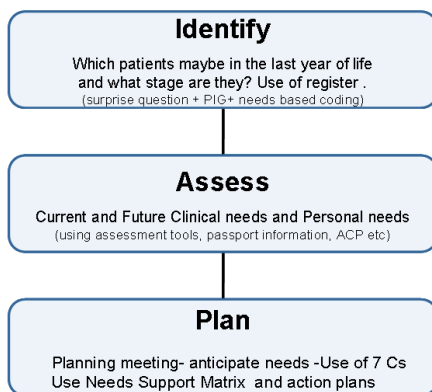 Identify
Which patients maybe in the last year of life
and what stage are they? Use of register .
(surprise question + PIG+ needs based coding)
Assess
Current and Future Clinical needs and Personal needs
(using assessment tools, passport information, ACP etc)
Plan
Planning meeting- anticipate needs -Use of 7 Cs
Use Needs Support Matrix and action plans